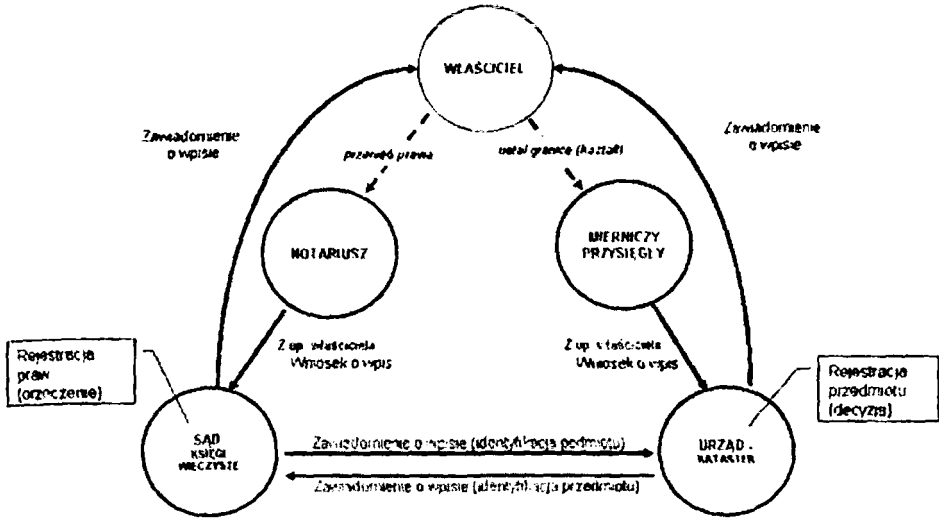 WŁAŚCICIEL
Zawiadomienie
o wpisie
Zawiadomienie
o wpisie
przenieś prawa
ustal granice (kształt)
NOTARIUSZ
MIERNICZY
PRZYSIĘGŁY
Z up. właściciela
Wniosek o wpis
Z up. właściciela
Wniosek o wpis
Rejestracja
praw
(orzeczenie)
Rejestracja
przedmiotu
(decyzja)
SĄD
KSIĘGI
WIECZYSTE
Zawiadomienie o wpisie (identyfikacja podmiotu)
Zawiadomienie o wpisie (identyfikacja przedmiotu)
URZĄD -
KATASTER